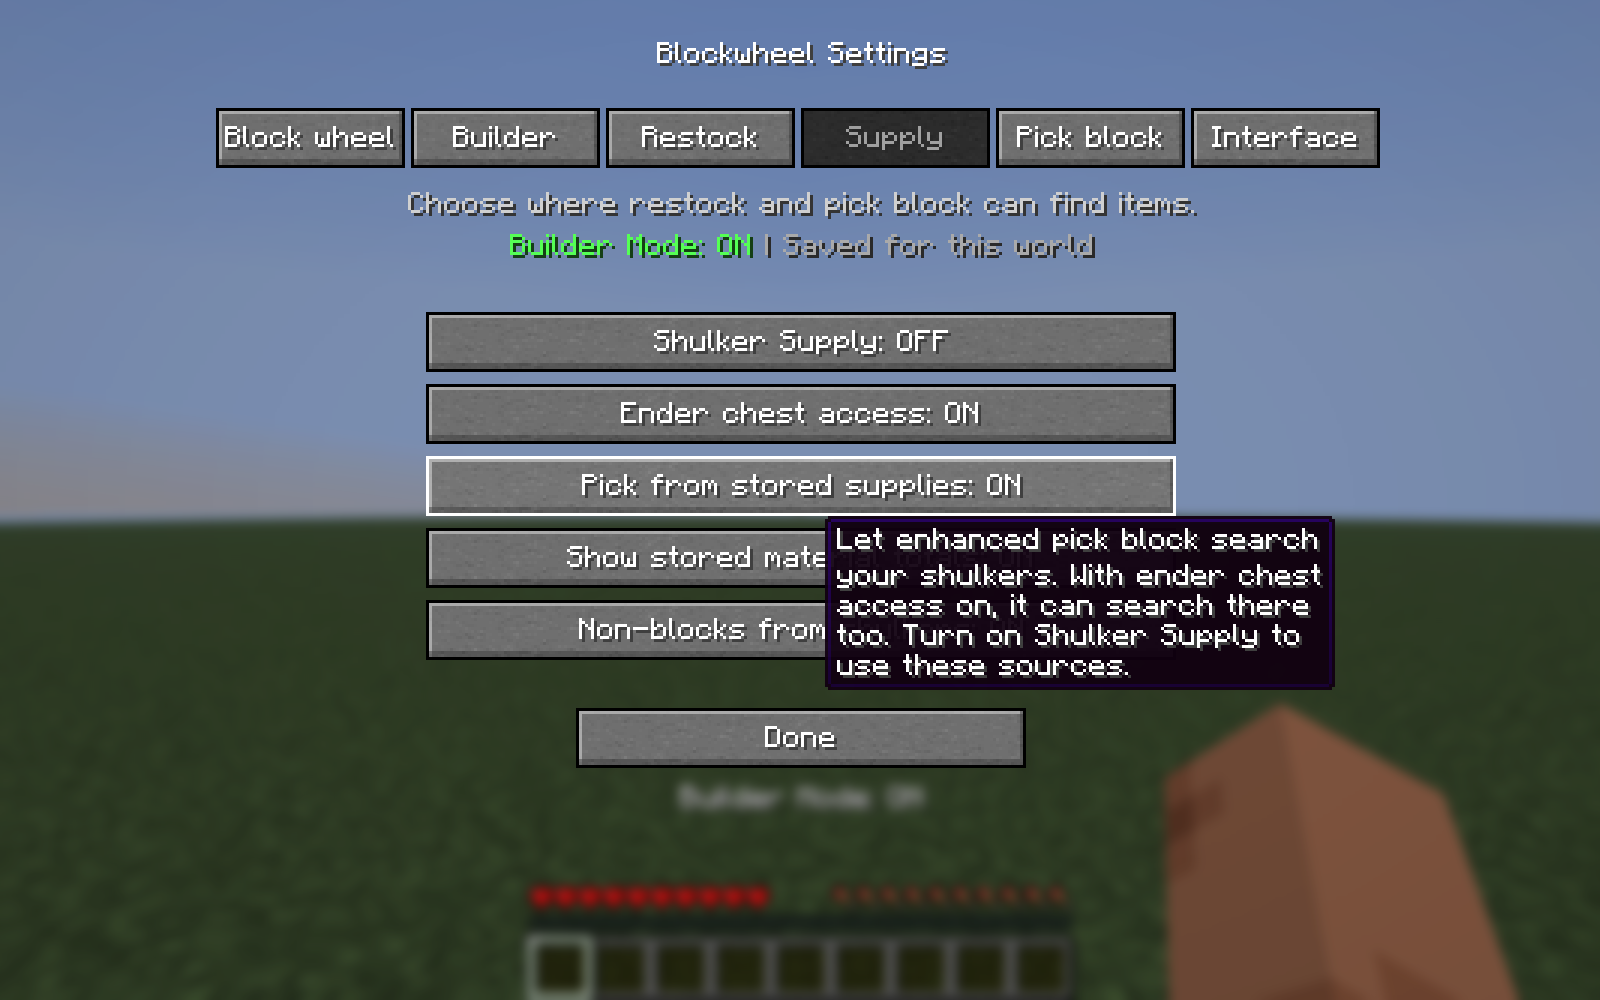 Blockwheel Settings
Block wheel
Builder
Restock
Supply
Pick block
Interface
Choose where restock and pick block can find items.
Builder Mode: ON | Saved for this world
Shulker Supply: OFF
Ender chest access: ON
Pick from stored supplies: ON
Show stored mate
Non-blocks from
Let enhanced pick block search
your shulkers. With ender chest
access on, it can search there
too. Turn on Shulker Supply to
use these sources.
Done
Builder Mode: ON